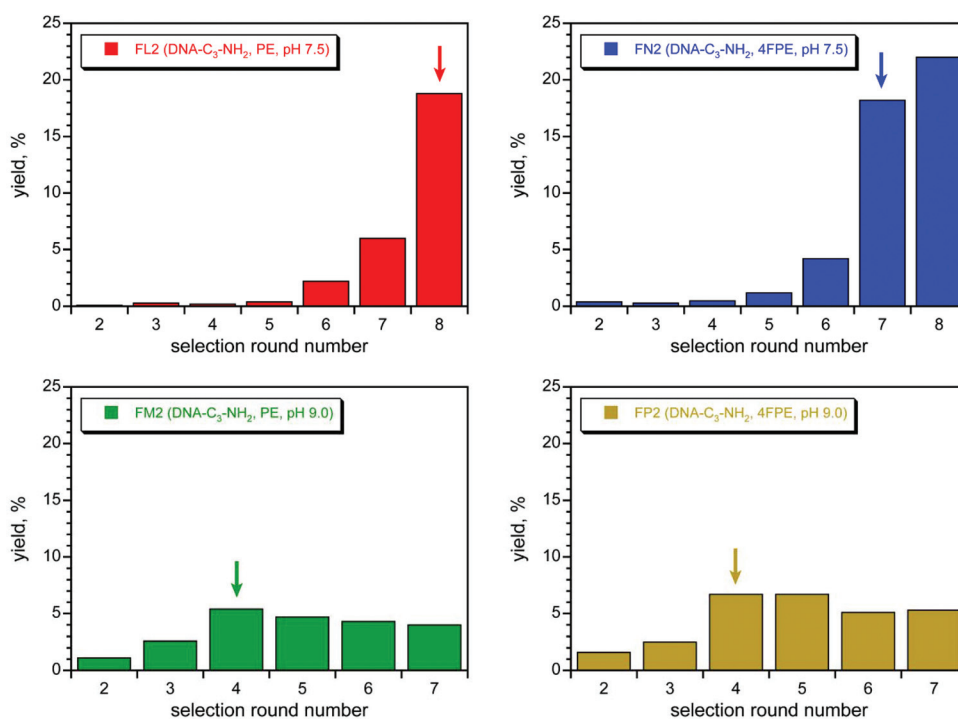 25
20
15
10
5
0
yield, %
FL2 (DNA-C₃-NH₂, PE, pH 7.5)
2 3 4 5 6 7 8
selection round number
25
20
15
10
5
0
yield, %
FN2 (DNA-C₃-NH₂, 4FPE, pH 7.5)
2 3 4 5 6 7 8
selection round number
25
20
15
10
5
0
yield, %
FM2 (DNA-C₃-NH₂, PE, pH 9.0)
2 3 4 5 6 7
selection round number
25
20
15
10
5
0
yield, %
FP2 (DNA-C₃-NH₂, 4FPE, pH 9.0)
2 3 4 5 6 7
selection round number